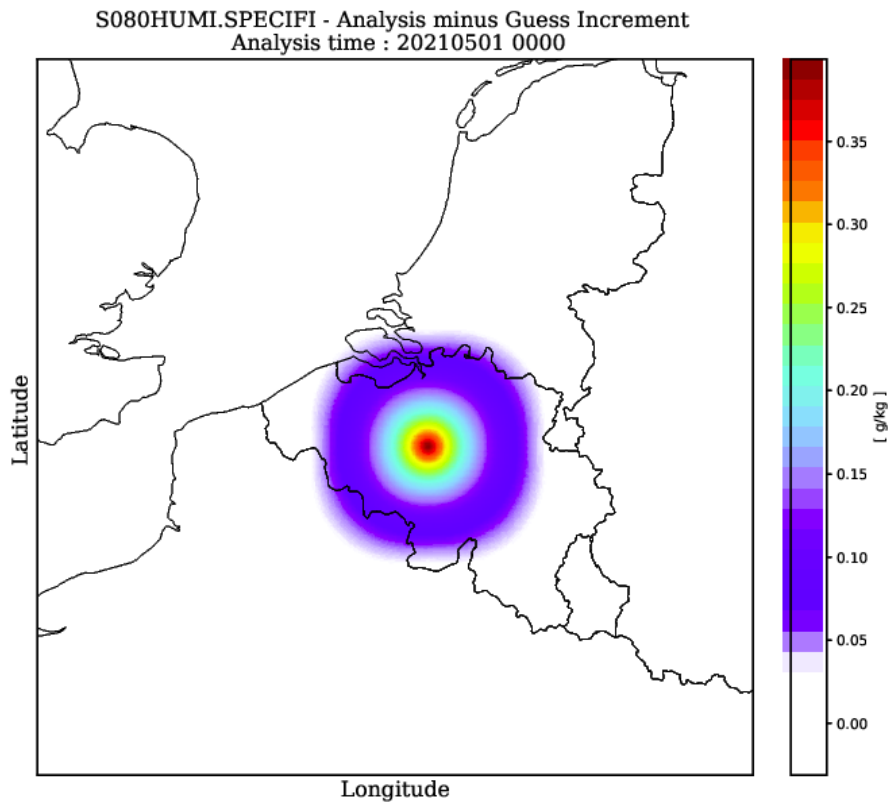 S080HUMI.SPECIFI - Analysis minus Guess Increment
Analysis time : 20210501 0000
Latitude
Longitude
0.35
0.30
0.25
0.20
0.15
0.10
0.05
0.00
[ g/kg ]